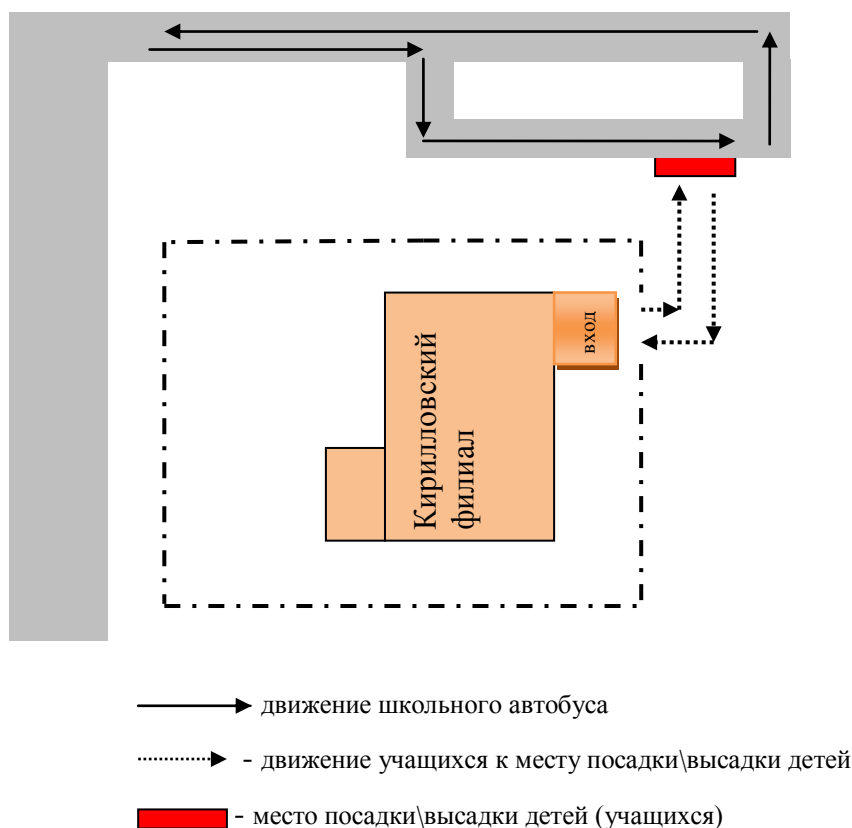 вход
Кирилловский
филиал
движение школьного автобуса
- движение учащихся к месту посадки\высадки детей
- место посадки\высадки детей (учащихся)